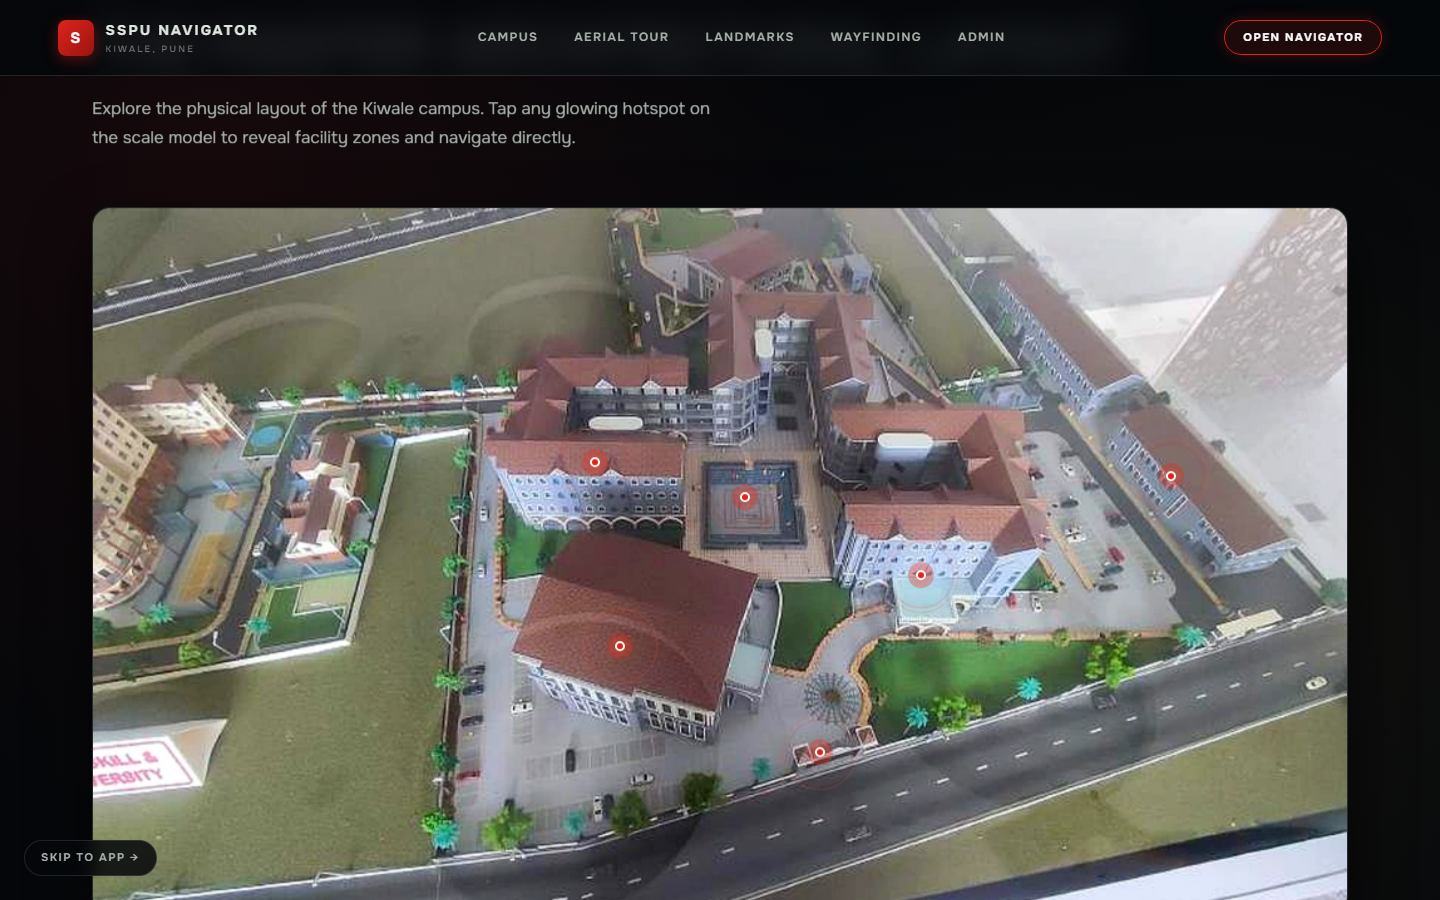 S
SSPU NAVIGATOR
KIWALE, PUNE
CAMPUS
AERIAL TOUR
LANDMARKS
WAYFINDING
ADMIN
OPEN NAVIGATOR
Explore the physical layout of the Kiwale campus. Tap any glowing hotspot on
the scale model to reveal facility zones and navigate directly.
SKILL &
ERSITY
SKIP TO APP →